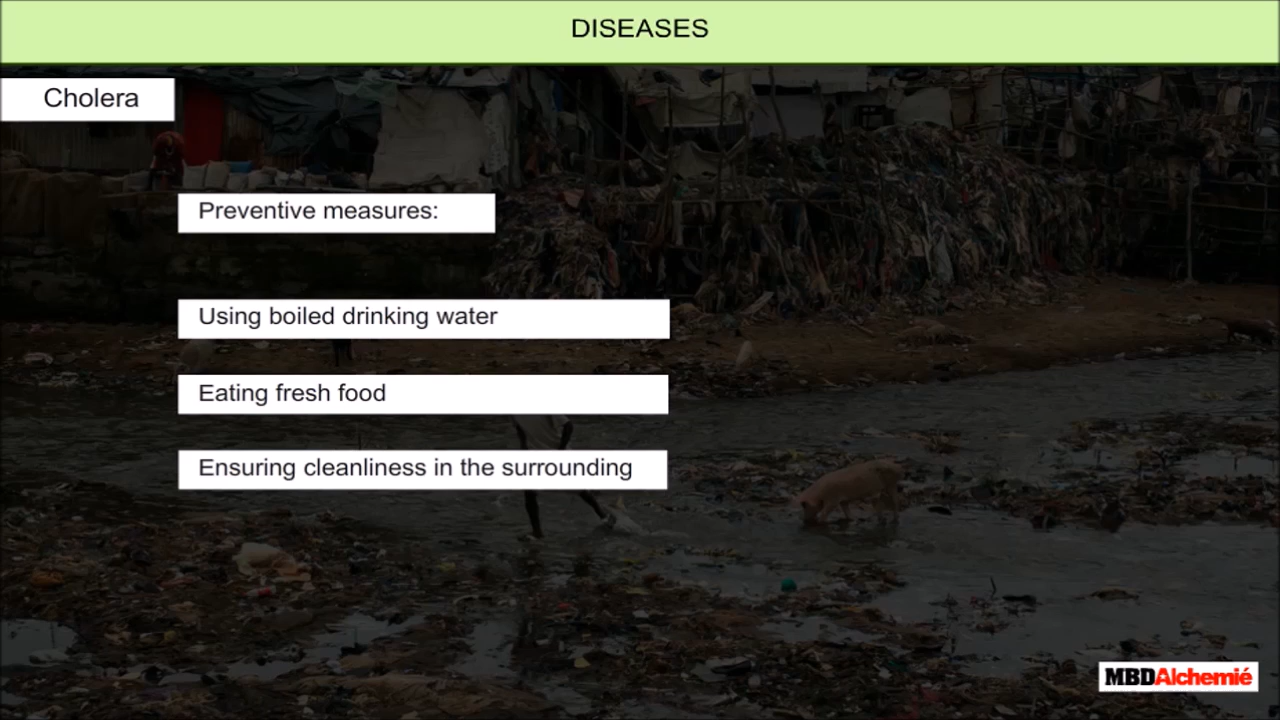 DISEASES
Cholera
Preventive measures:
Using boiled drinking water
Eating fresh food
Ensuring cleanliness in the surrounding
MBDAlchemié